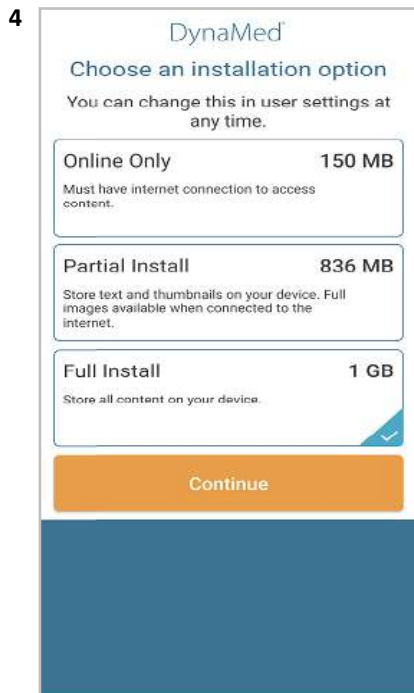 4
DynaMed
Choose an installation option
You can change this in user settings at
any time.
Online Only 150 MB
Must have internet connection to access
content.
Partial Install 836 MB
Store text and thumbnails on your device. Full
images available when connected to the
internet.
Full Install 1 GB
Store all content on your device.
Continue